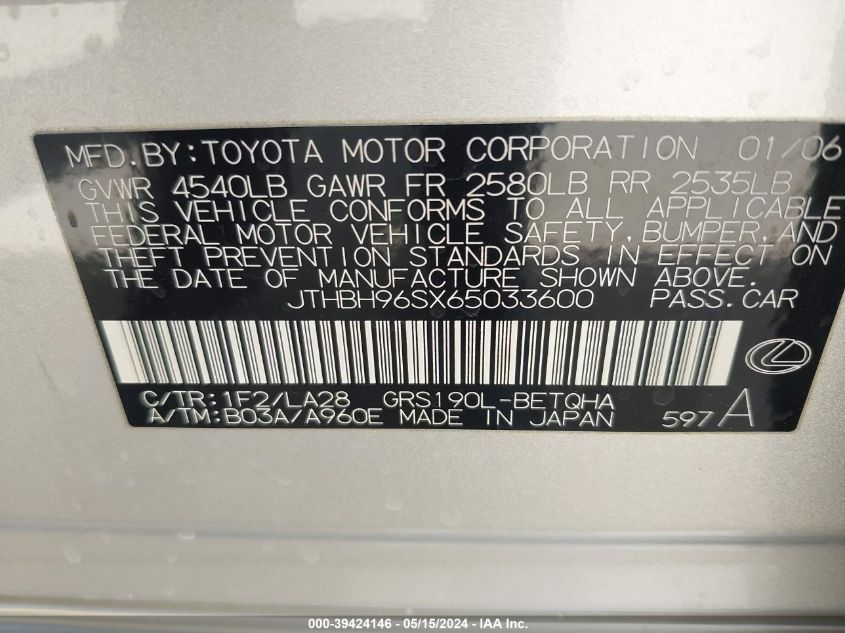 MFD.BY:TOYOTA MOTOR CORPORATION 01/06
GVWR 4540LB GAWR FR 2580LB RR 2535LB
THIS VEHICLE CONFORMS TO ALL APPLICABLE
FEDERAL MOTOR VEHICLE SAFETY,BUMPER,AND
THEFT PREVENTION STANDARDS IN EFFECT ON
THE DATE OF MANUFACTURE SHOWN ABOVE.
JTHBH96SX65033600 PASS.CAR
C/TR:1F2/LA28 GRS190L-BETQHA
A/TM:B03A/A960E MADE IN JAPAN 597A
000-39424146 - 05/15/2024 - IAA Inc.